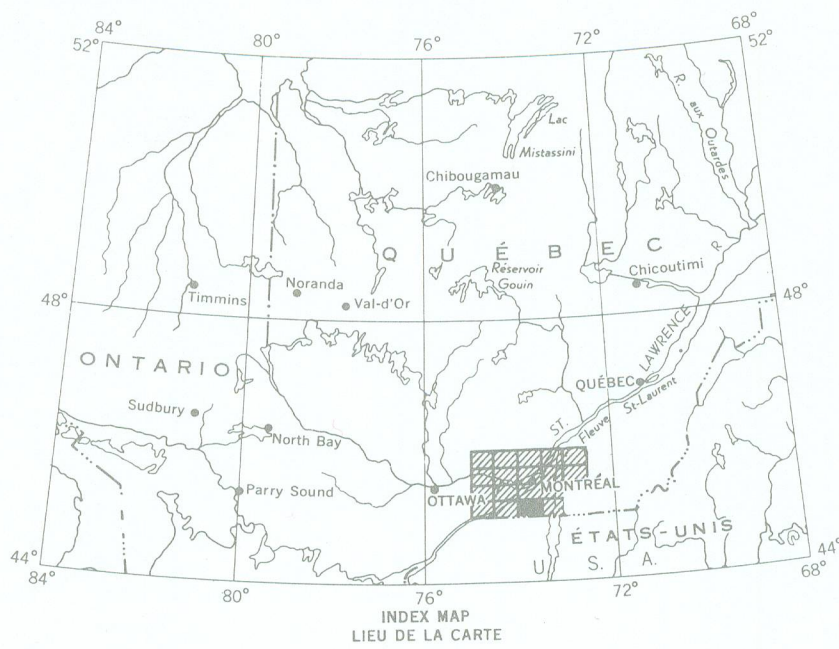 84°
80°
76°
72°
68°
52°
52°
R. aux Outardes
Lac
Mistassini
Chibougamau
QUÉBEC
R.
Réservoir
Gouin
Chicoutimi
Noranda
Timmins
Val-d'Or
48°
48°
ONTARIO
LAWRENCE
QUÉBEC
St-Laurent
Sudbury
ST.
Fleuve
North Bay
Parry Sound
OTTAWA
MONTRÉAL
ÉTATS-UNIS
U. S. A.
44°
44°
84°
80°
76°
72°
68°
INDEX MAP
LIEU DE LA CARTE